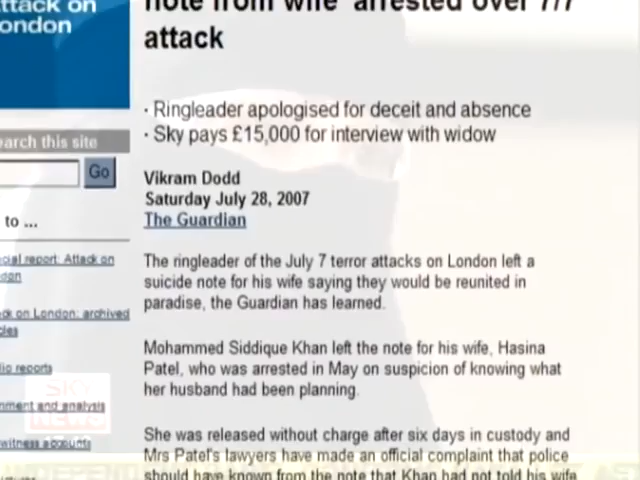 ttack on
ondon
note from wife arrested over 7/7
attack
· Ringleader apologised for deceit and absence
· Sky pays £15,000 for interview with widow
earch this site
Go
Vikram Dodd
Saturday July 28, 2007
The Guardian
to ...
The ringleader of the July 7 terror attacks on London left a
suicide note for his wife saying they would be reunited in
paradise, the Guardian has learned.
cial report: Attack on
ondon
ck on London: archived
cles
Mohammed Siddique Khan left the note for his wife, Hasina
Patel, who was arrested in May on suspicion of knowing what
her husband had been planning.
io reports
SKY
NEWS
mment and analysis
witness accounts
She was released without charge after six days in custody and
Mrs Patel's lawyers have made an official complaint that police
should have known from the note that Khan had not told his wife